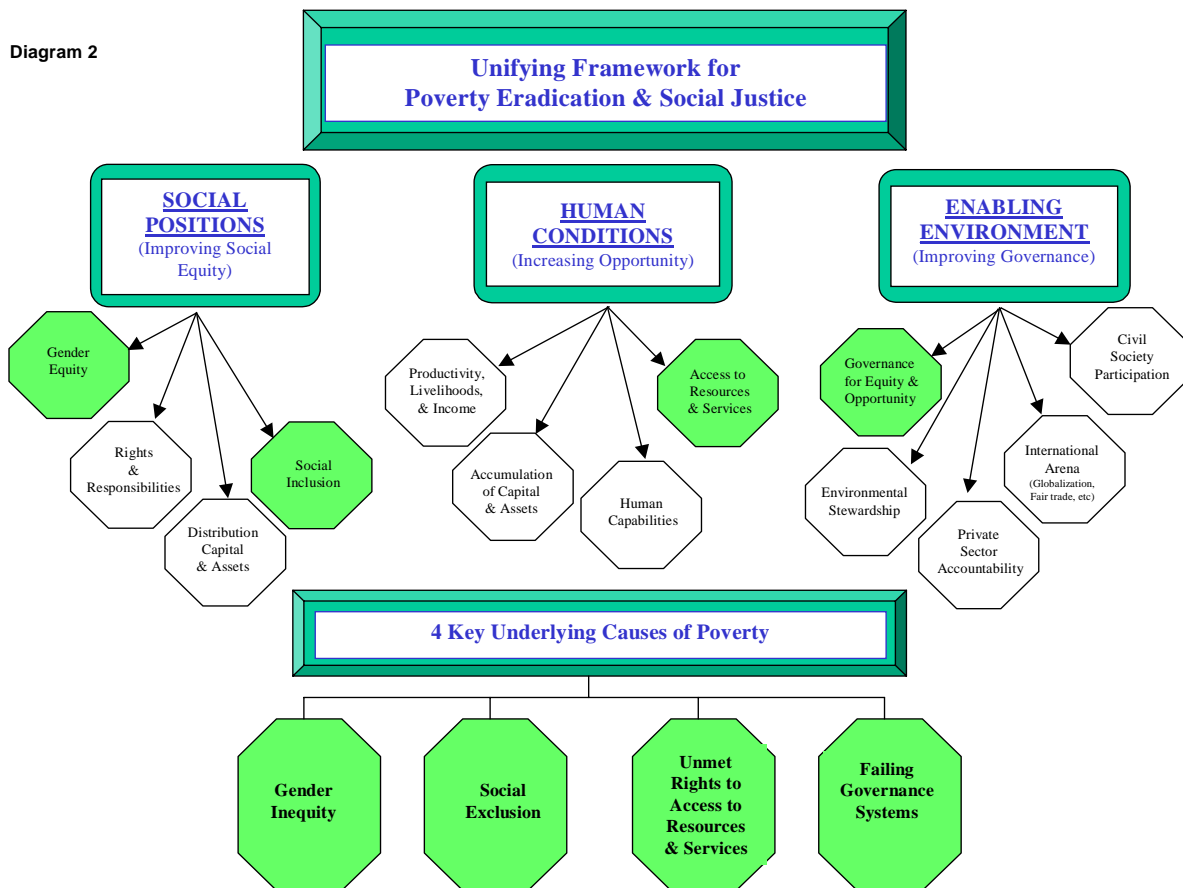 Diagram 2
Unifying Framework for
Poverty Eradication & Social Justice
SOCIAL
POSITIONS
(Improving Social
Equity)
HUMAN
CONDITIONS
(Increasing Opportunity)
ENABLING
ENVIRONMENT
(Improving Governance)
Gender
Equity
Rights
&
Responsibilities
Distribution
Capital
& Assets
Social
Inclusion
Productivity,
Livelihoods,
& Income
Accumulation
of Capital
& Assets
Human
Capabilities
Access to
Resources
& Services
Governance
for Equity &
Opportunity
Environmental
Stewardship
Private
Sector
Accountability
International
Arena
(Globalization,
Fair trade, etc)
Civil
Society
Participation
4 Key Underlying Causes of Poverty
Gender
Inequity
Social
Exclusion
Unmet
Rights to
Access to
Resources
& Services
Failing
Governance
Systems